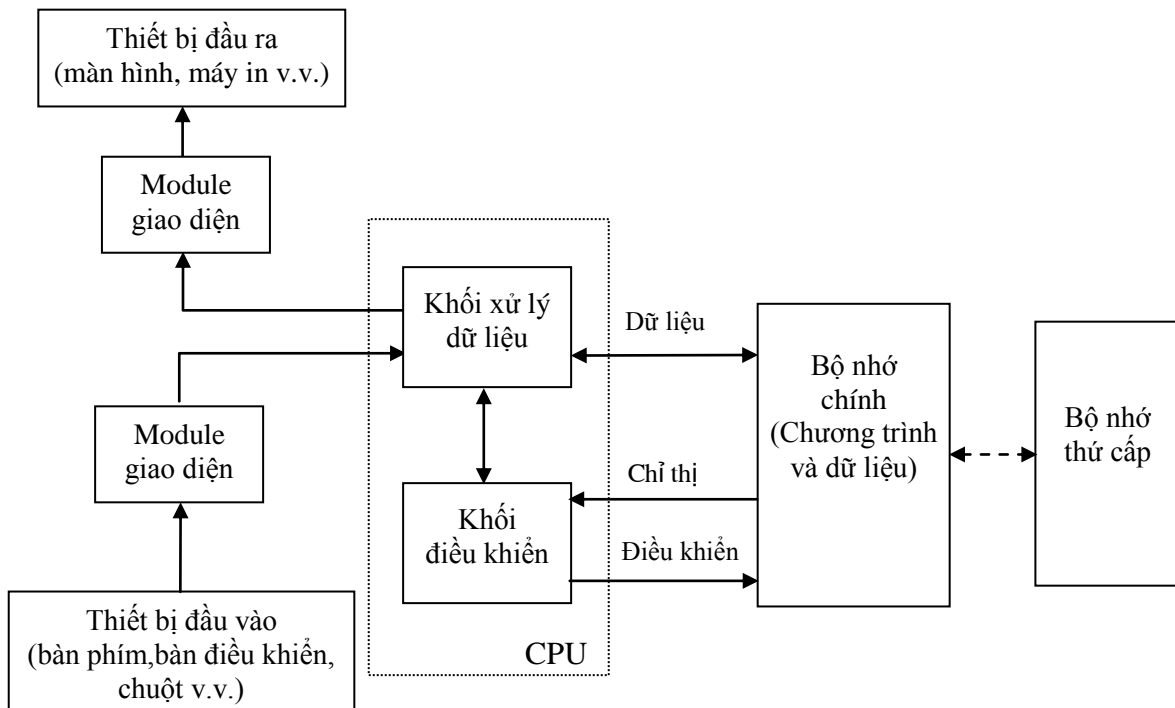 Thiết bị đầu ra
(màn hình, máy in v.v.)
Module
giao diện
Khối xử lý
dữ liệu
Dữ liệu
Bộ nhớ
chính
(Chương trình
và dữ liệu)
Bộ nhớ
thứ cấp
Module
giao diện
Chỉ thị
Khối
điều khiển
Điều khiển
Thiết bị đầu vào
(bàn phím,bàn điều khiển,
chuột v.v.)
CPU